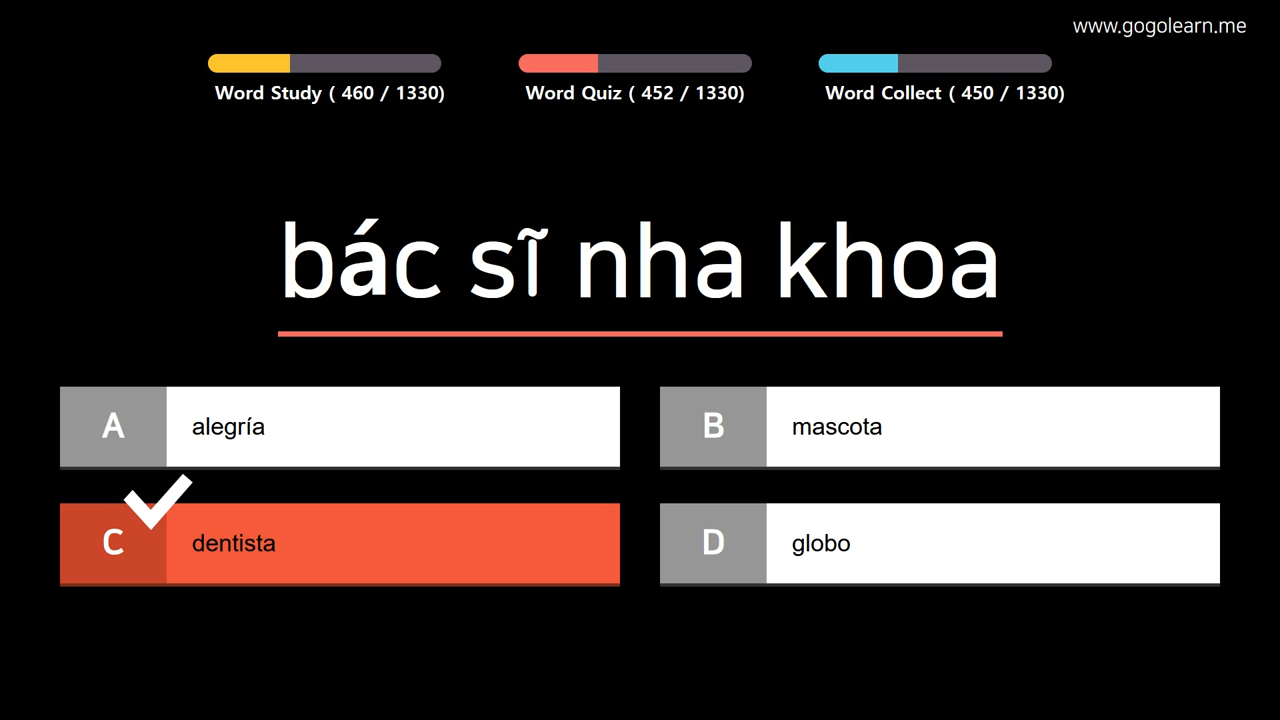 www.gogolearn.me
Word Study ( 460 / 1330)
Word Quiz ( 452 / 1330)
Word Collect ( 450 / 1330)
bác sĩ nha khoa
A alegría
B mascota
C dentista
D globo